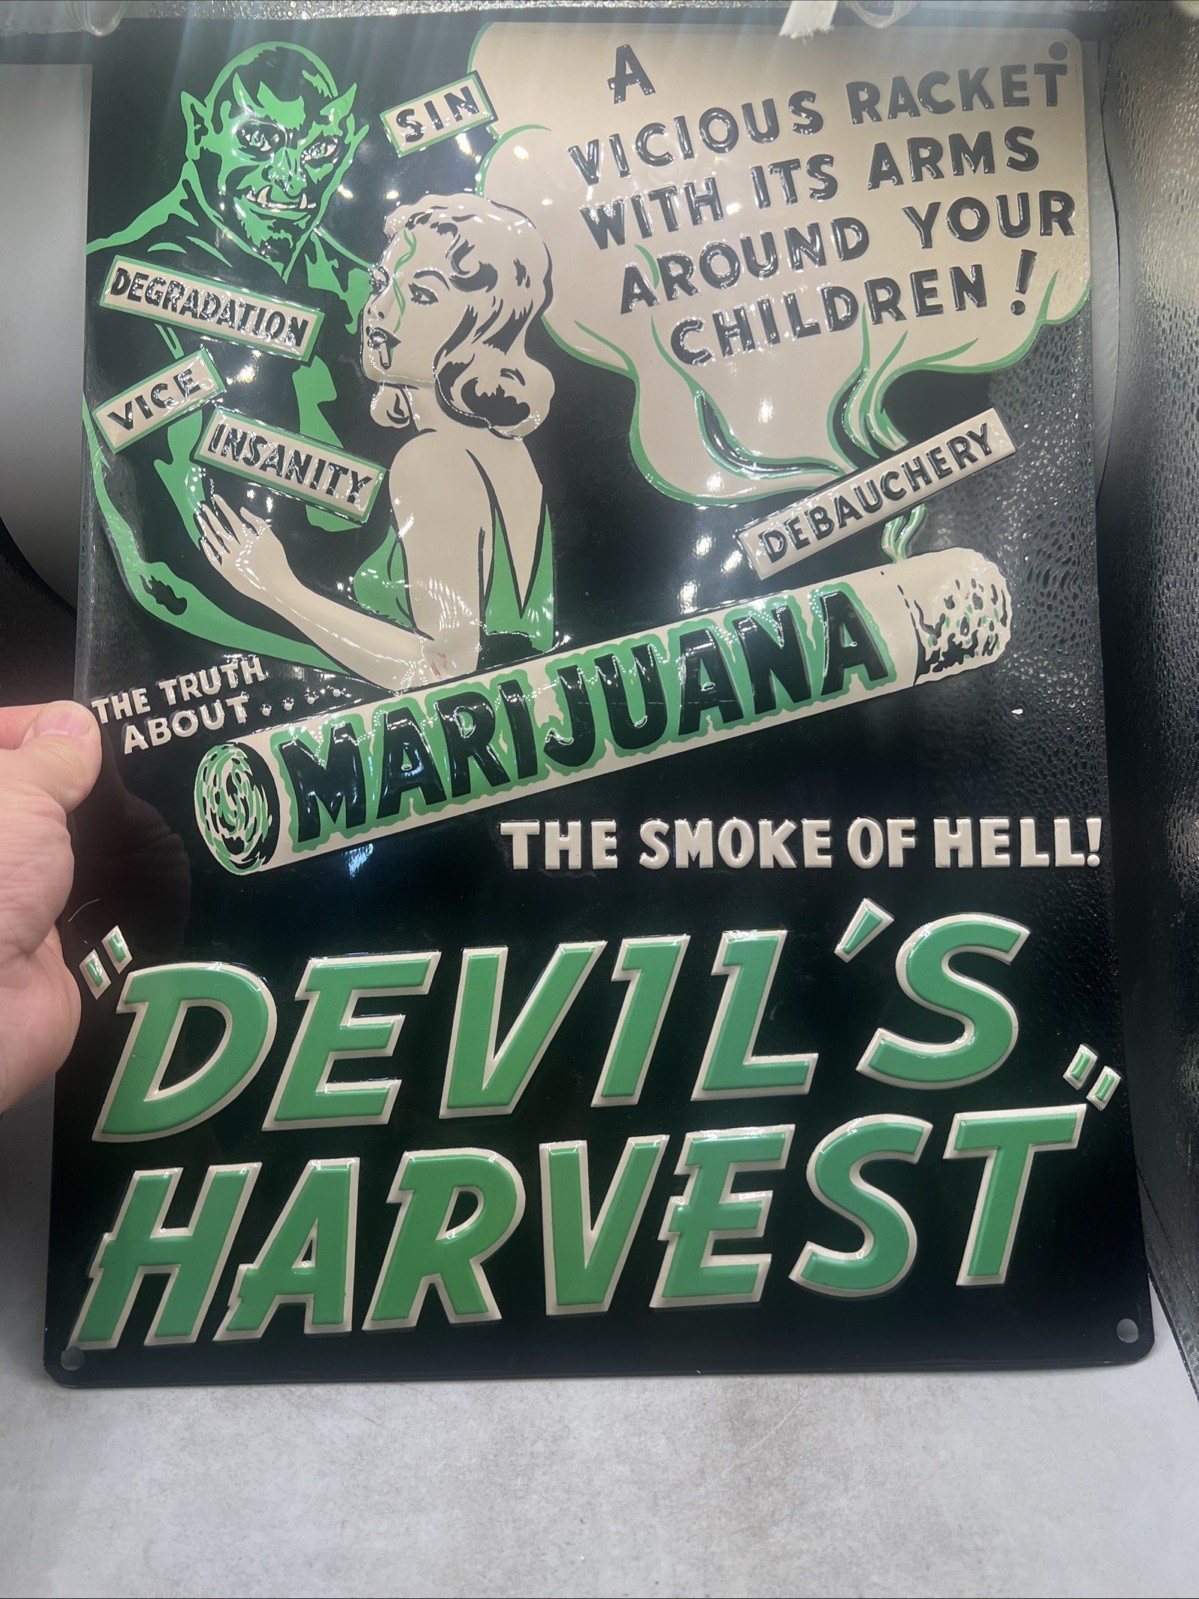 SIN
A
VICIOUS RACKET
WITH ITS ARMS
AROUND YOUR
CHILDREN!
DEGRADATION
VICE
INSANITY
DEBAUCHERY
THE TRUTH
ABOUT......
MARIJUANA
THE SMOKE OF HELL!
"DEVIL'S
HARVEST"